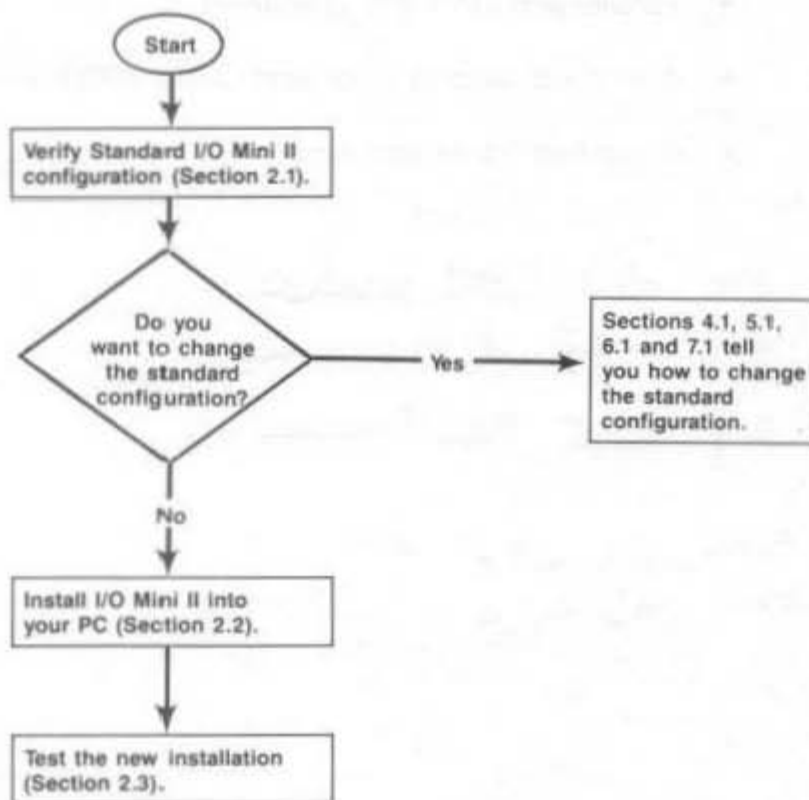 Start
Verify Standard I/O Mini II
configuration (Section 2.1).
Do you
want to change
the standard
configuration?
Yes
Sections 4.1, 5.1,
6.1 and 7.1 tell
you how to change
the standard
configuration.
No
Install I/O Mini II into
your PC (Section 2.2).
Test the new installation
(Section 2.3).